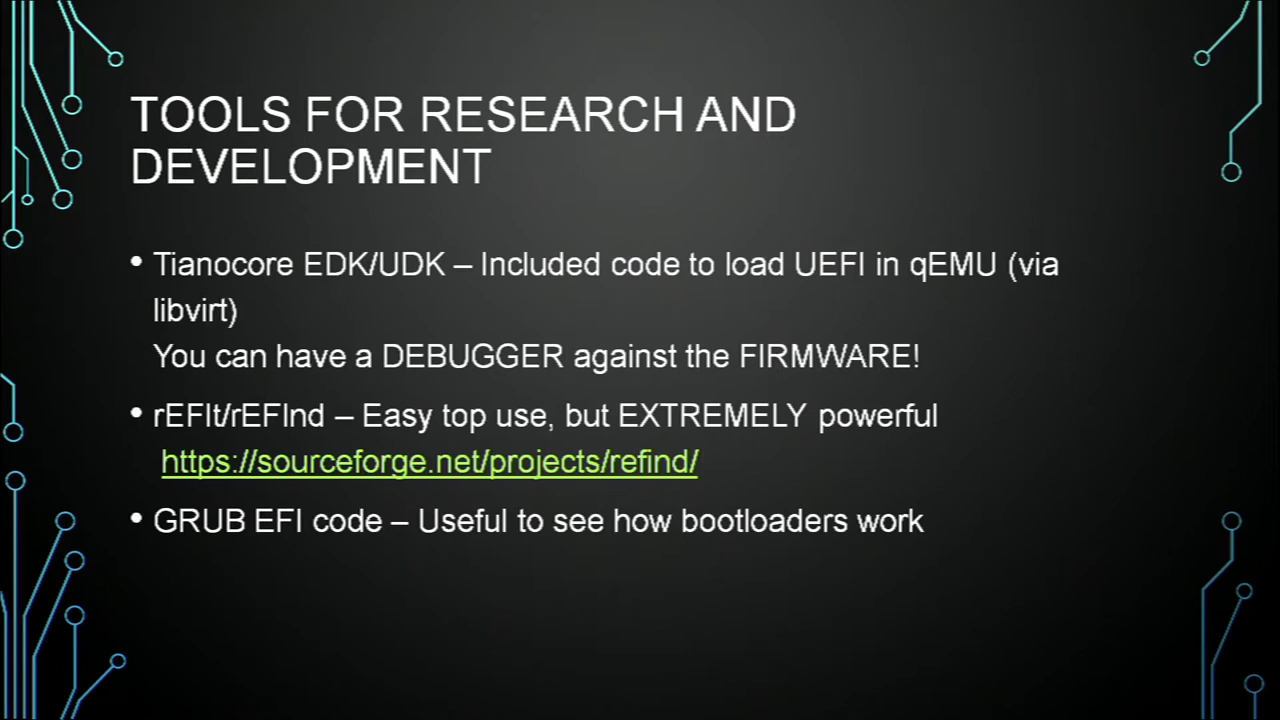 TOOLS FOR RESEARCH AND
DEVELOPMENT
• Tianocore EDK/UDK – Included code to load UEFI in qEMU (via
libvirt)
You can have a DEBUGGER against the FIRMWARE!
• rEFIt/rEFInd – Easy top use, but EXTREMELY powerful
https://sourceforge.net/projects/refind/
• GRUB EFI code – Useful to see how bootloaders work